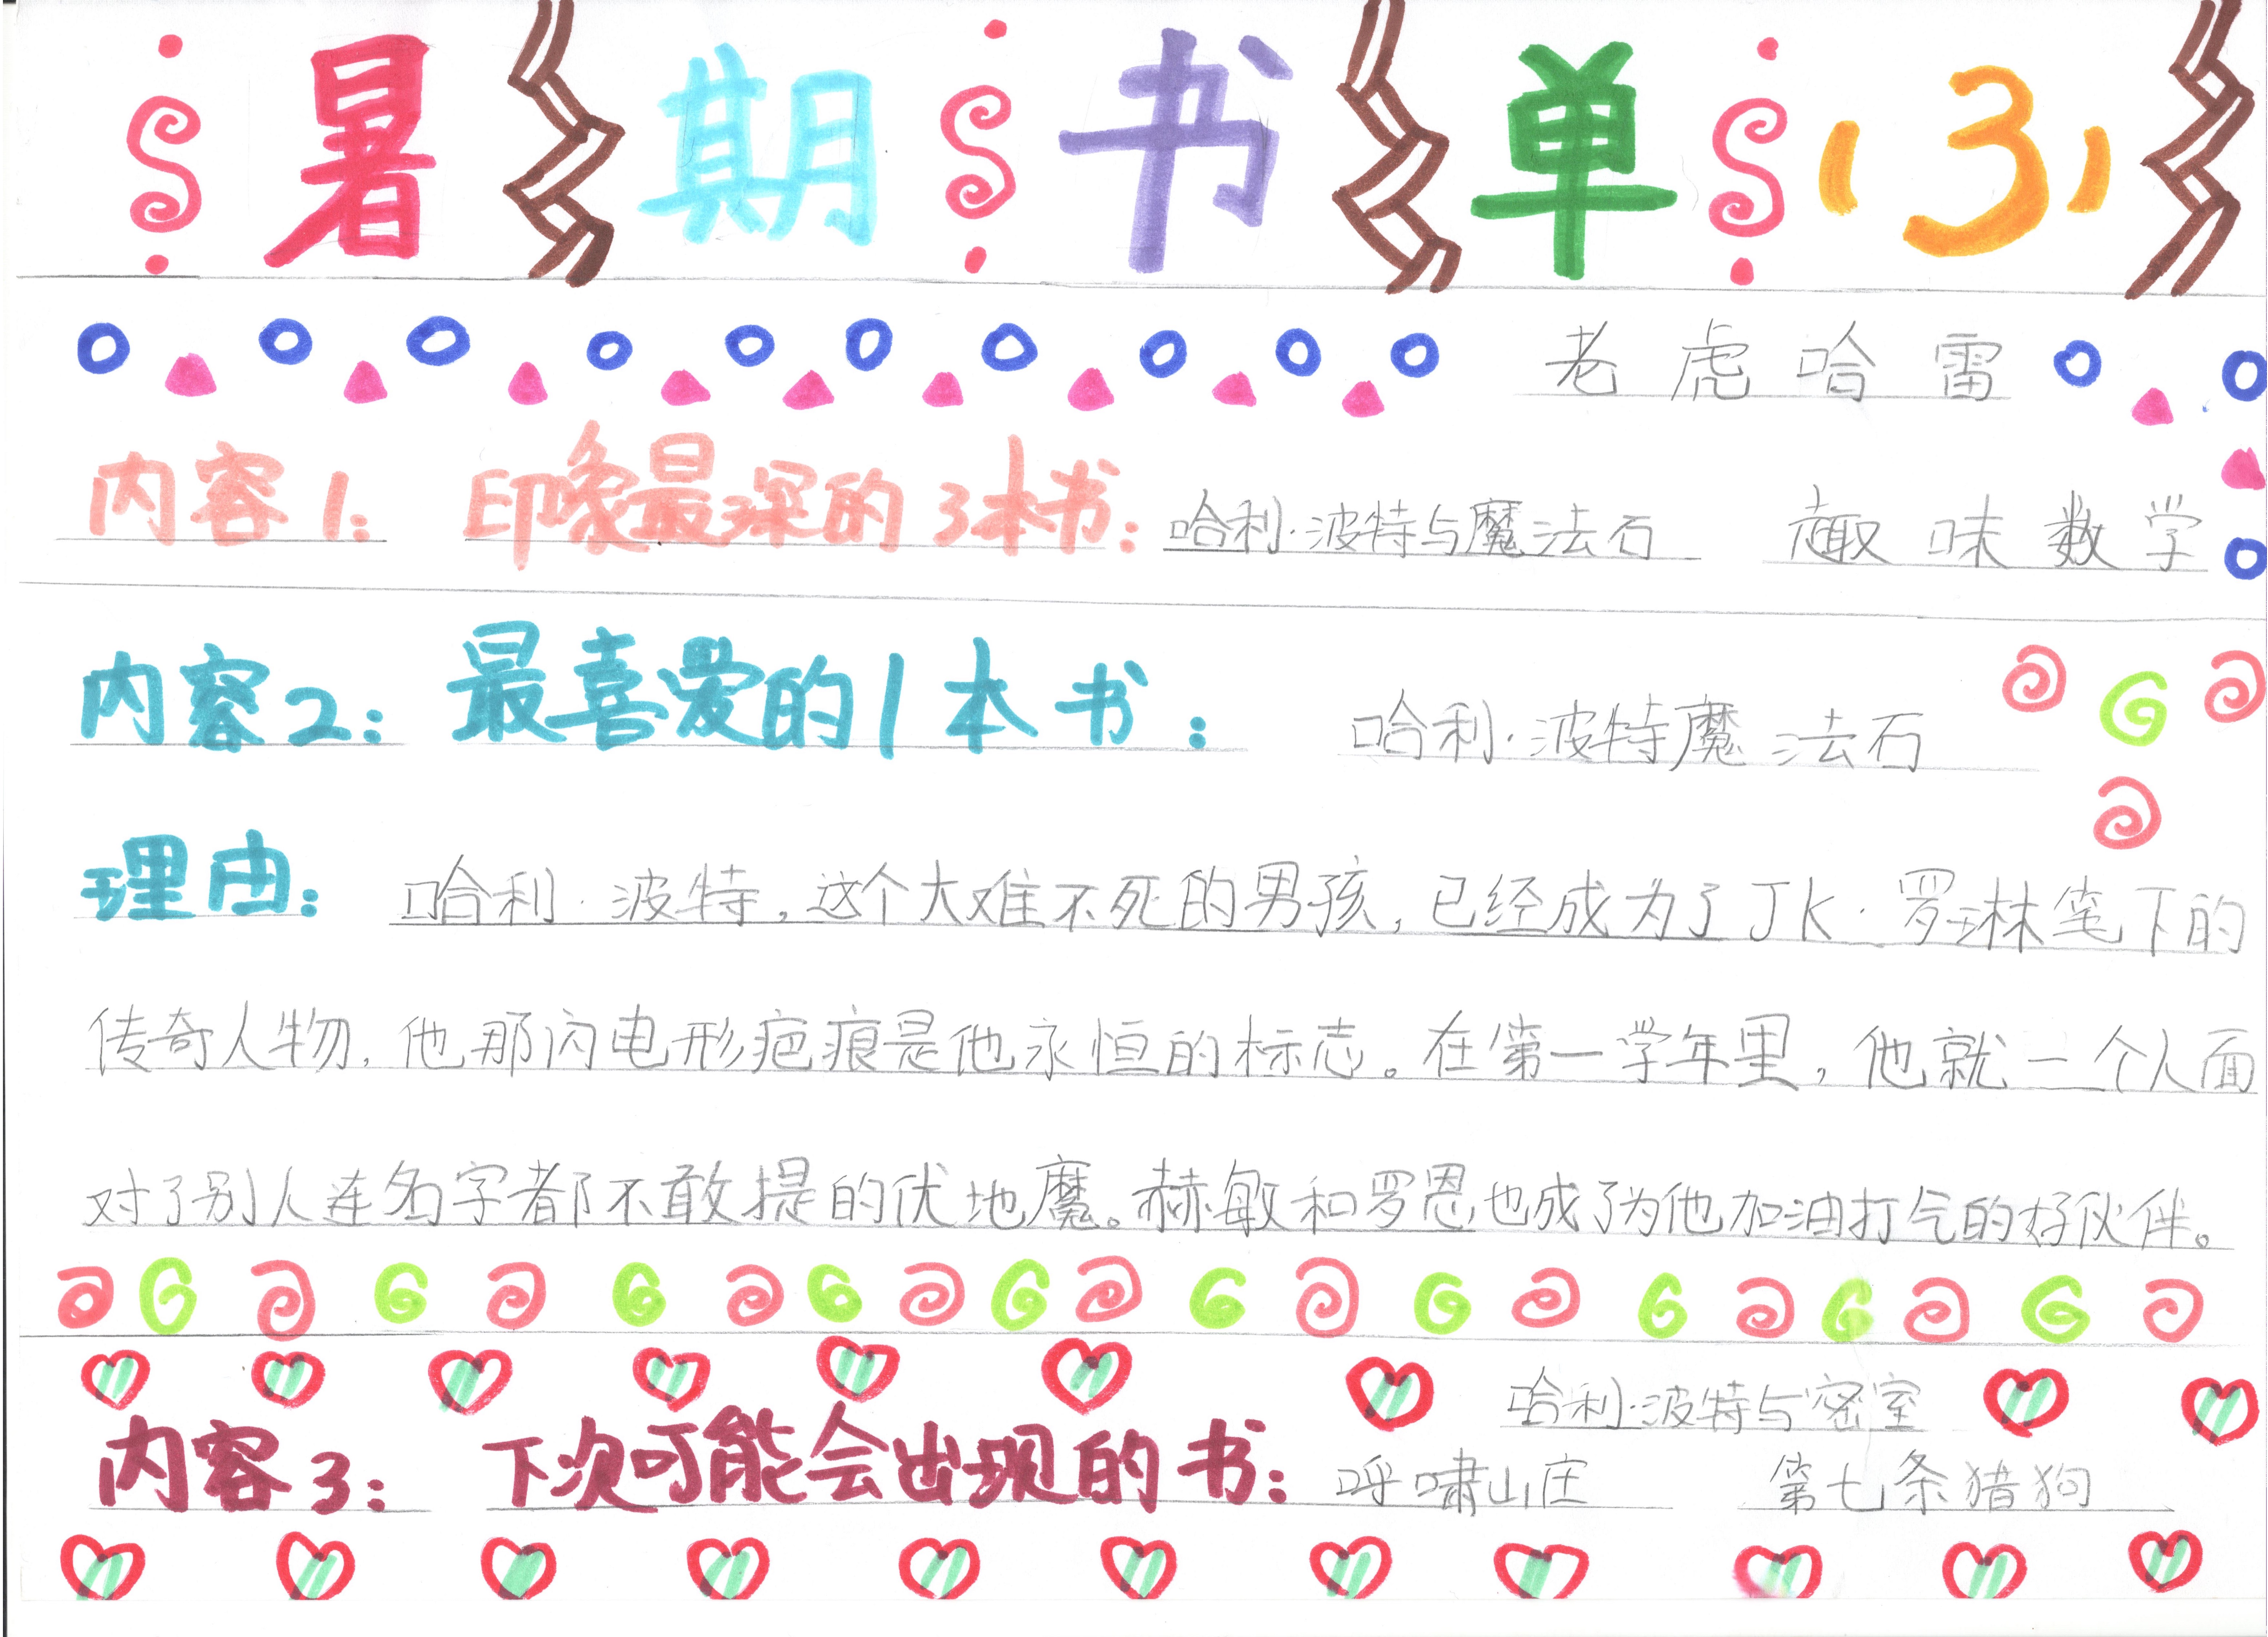 暑期书单(3)
老虎哈雷
内容1: 印象最深的3本书: 哈利·波特与魔法石 趣味数学
内容2: 最喜爱的1本书: 哈利·波特魔法石
理由: 哈利·波特,这个大难不死的男孩,已经成为了JK·罗琳笔下的
传奇人物,他那闪电形疤痕是他永恒的标志。在第一学年里,他就一个人面
对了别人连名字都不敢提的伏地魔。赫敏和罗恩也成了为他加油打气的好伙伴。
哈利·波特与密室
内容3: 下次可能会出现的书: 呼啸山庄 第七条猎狗